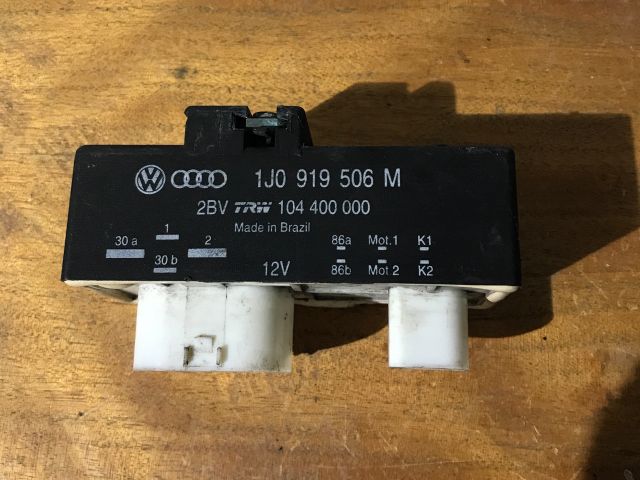 1J0 919 506 M
2BV TRW 104 400 000
Made in Brazil
30 a 1 2 86a Mot.1 K1
30 b 12V 86b Mot 2 K2